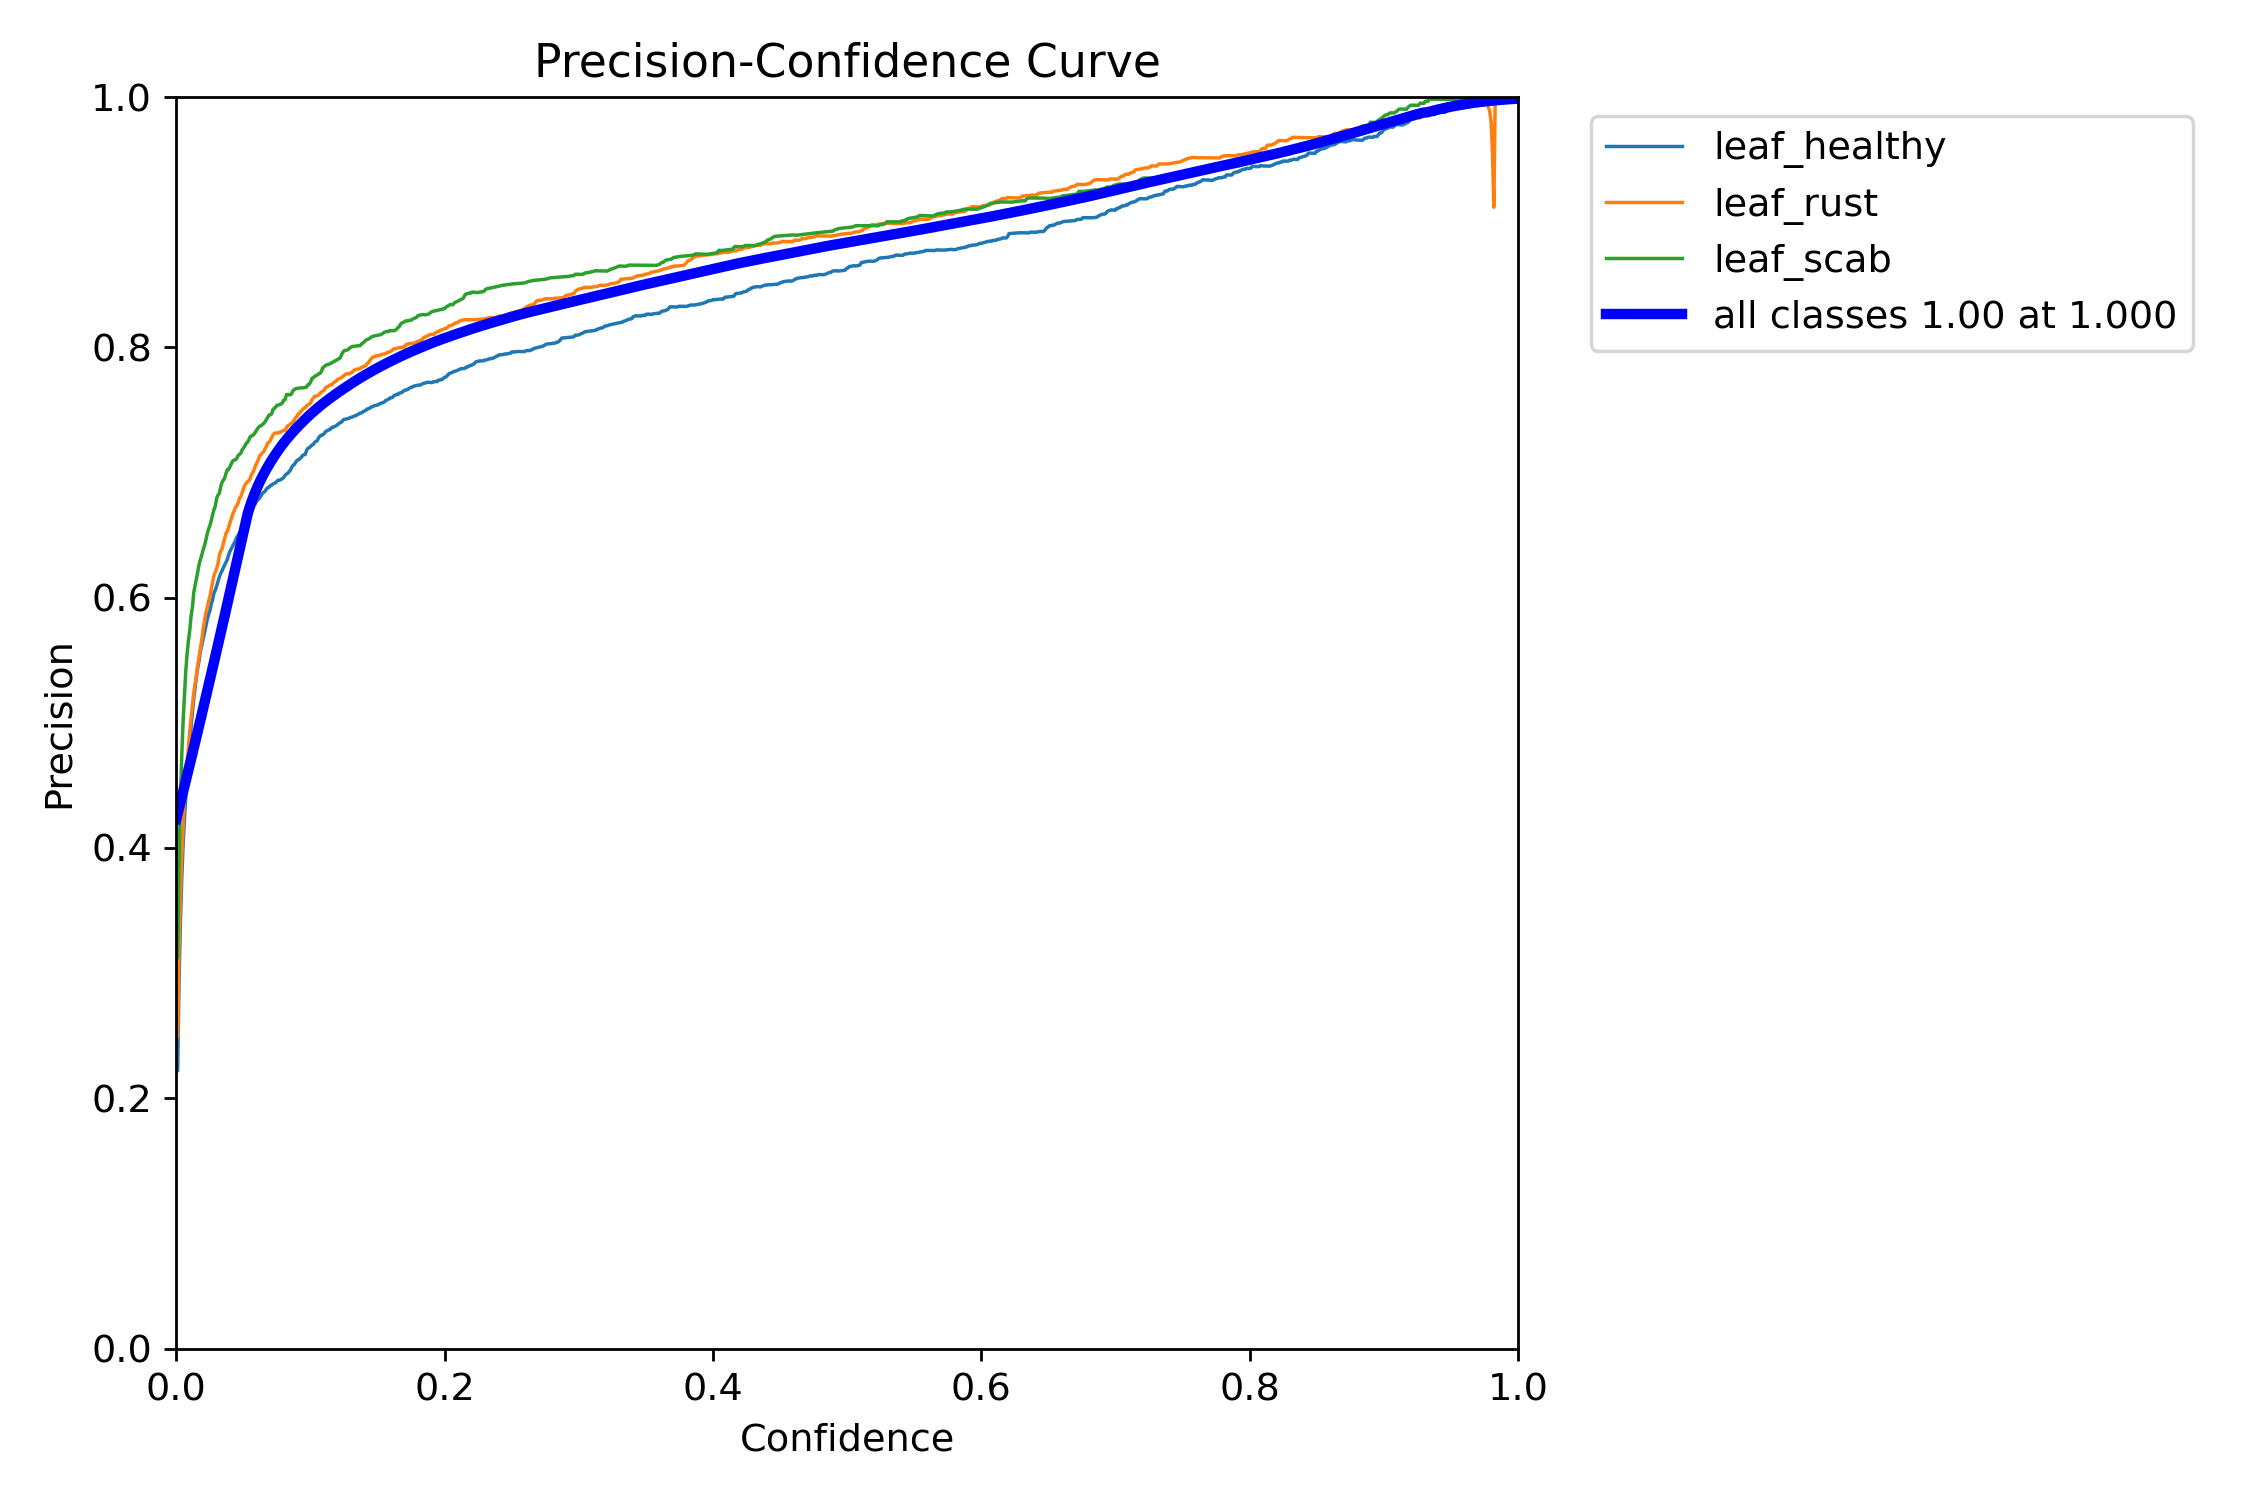 Precision-Confidence Curve
1.0
0.8
0.6
0.4
0.2
0.0
Precision
0.0 0.2 0.4 0.6 0.8 1.0
Confidence
leaf_healthy
leaf_rust
leaf_scab
all classes 1.00 at 1.000